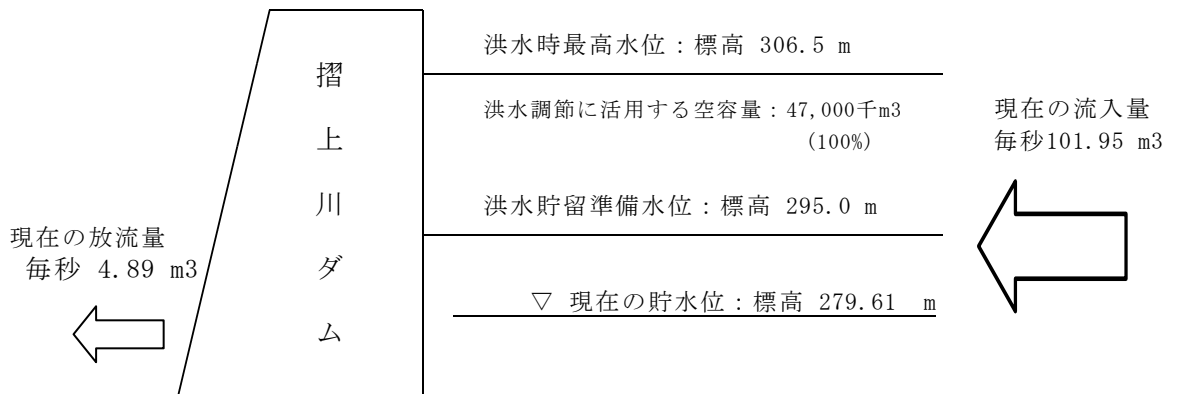 洪水時最高水位：標高 306.5 m
洪水調節に活用する空容量：47,000千m3
(100%)
現在の流入量
毎秒101.95 m3
洪水貯留準備水位：標高 295.0 m
現在の放流量
毎秒 4.89 m3
▽ 現在の貯水位：標高 279.61 m
摺
上
川
ダ
ム